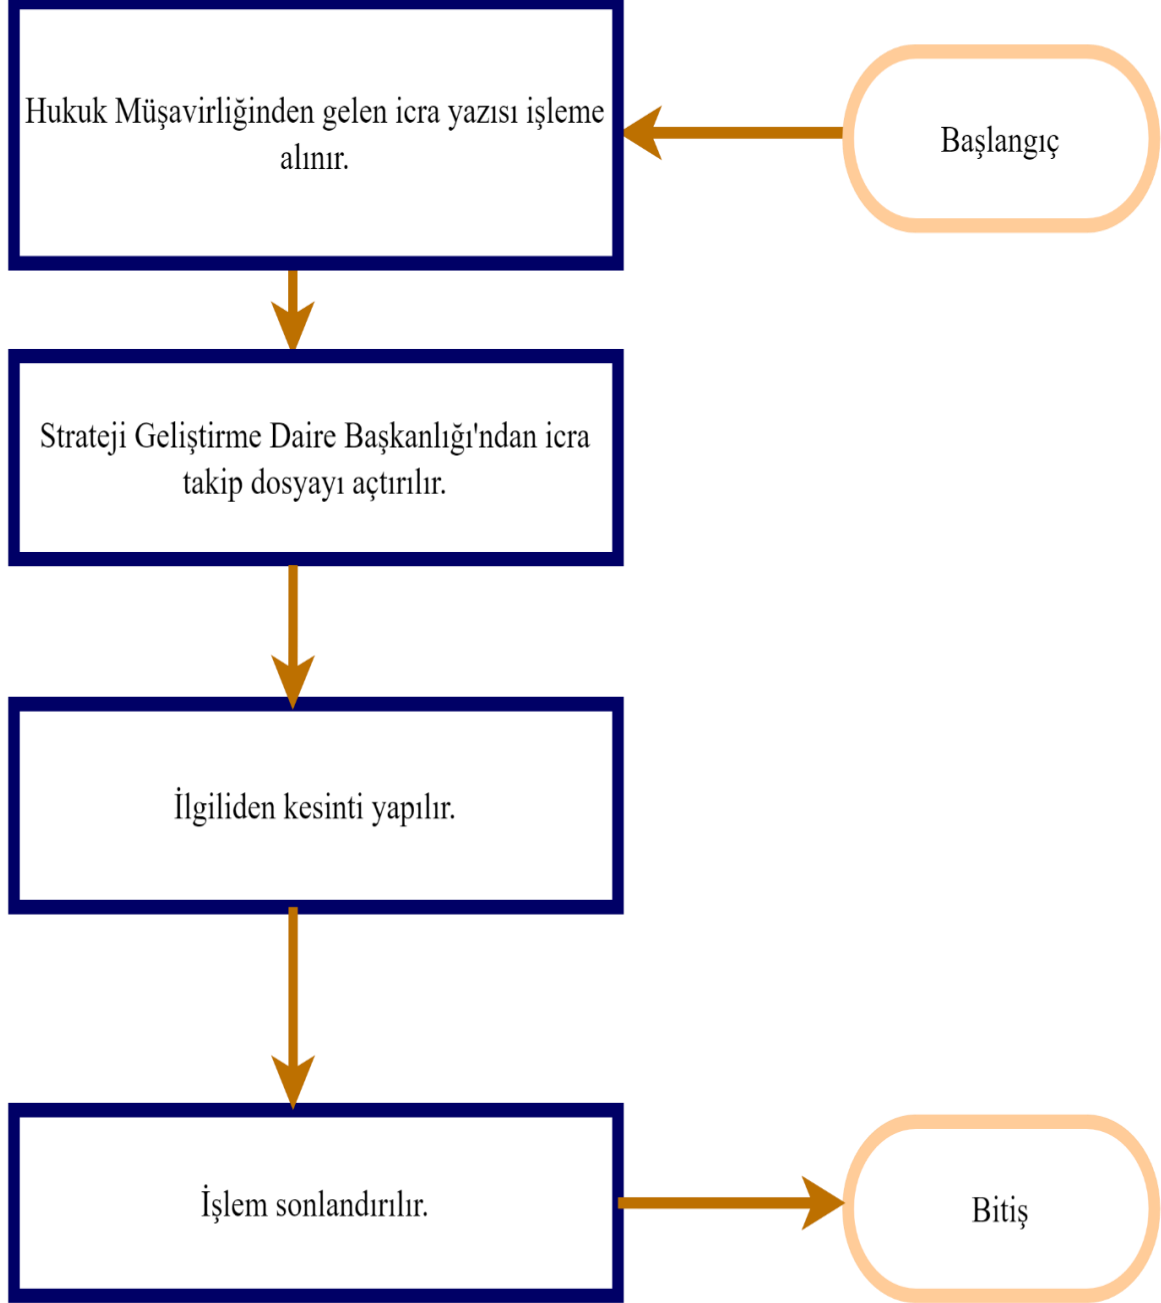 Başlangıç
Hukuk Müşavirliğinden gelen icra yazısı işleme
alınır.
Strateji Geliştirme Daire Başkanlığı'ndan icra
takip dosyayı açtırılır.
İlgiliden kesinti yapılır.
İşlem sonlandırılır.
Bitiş